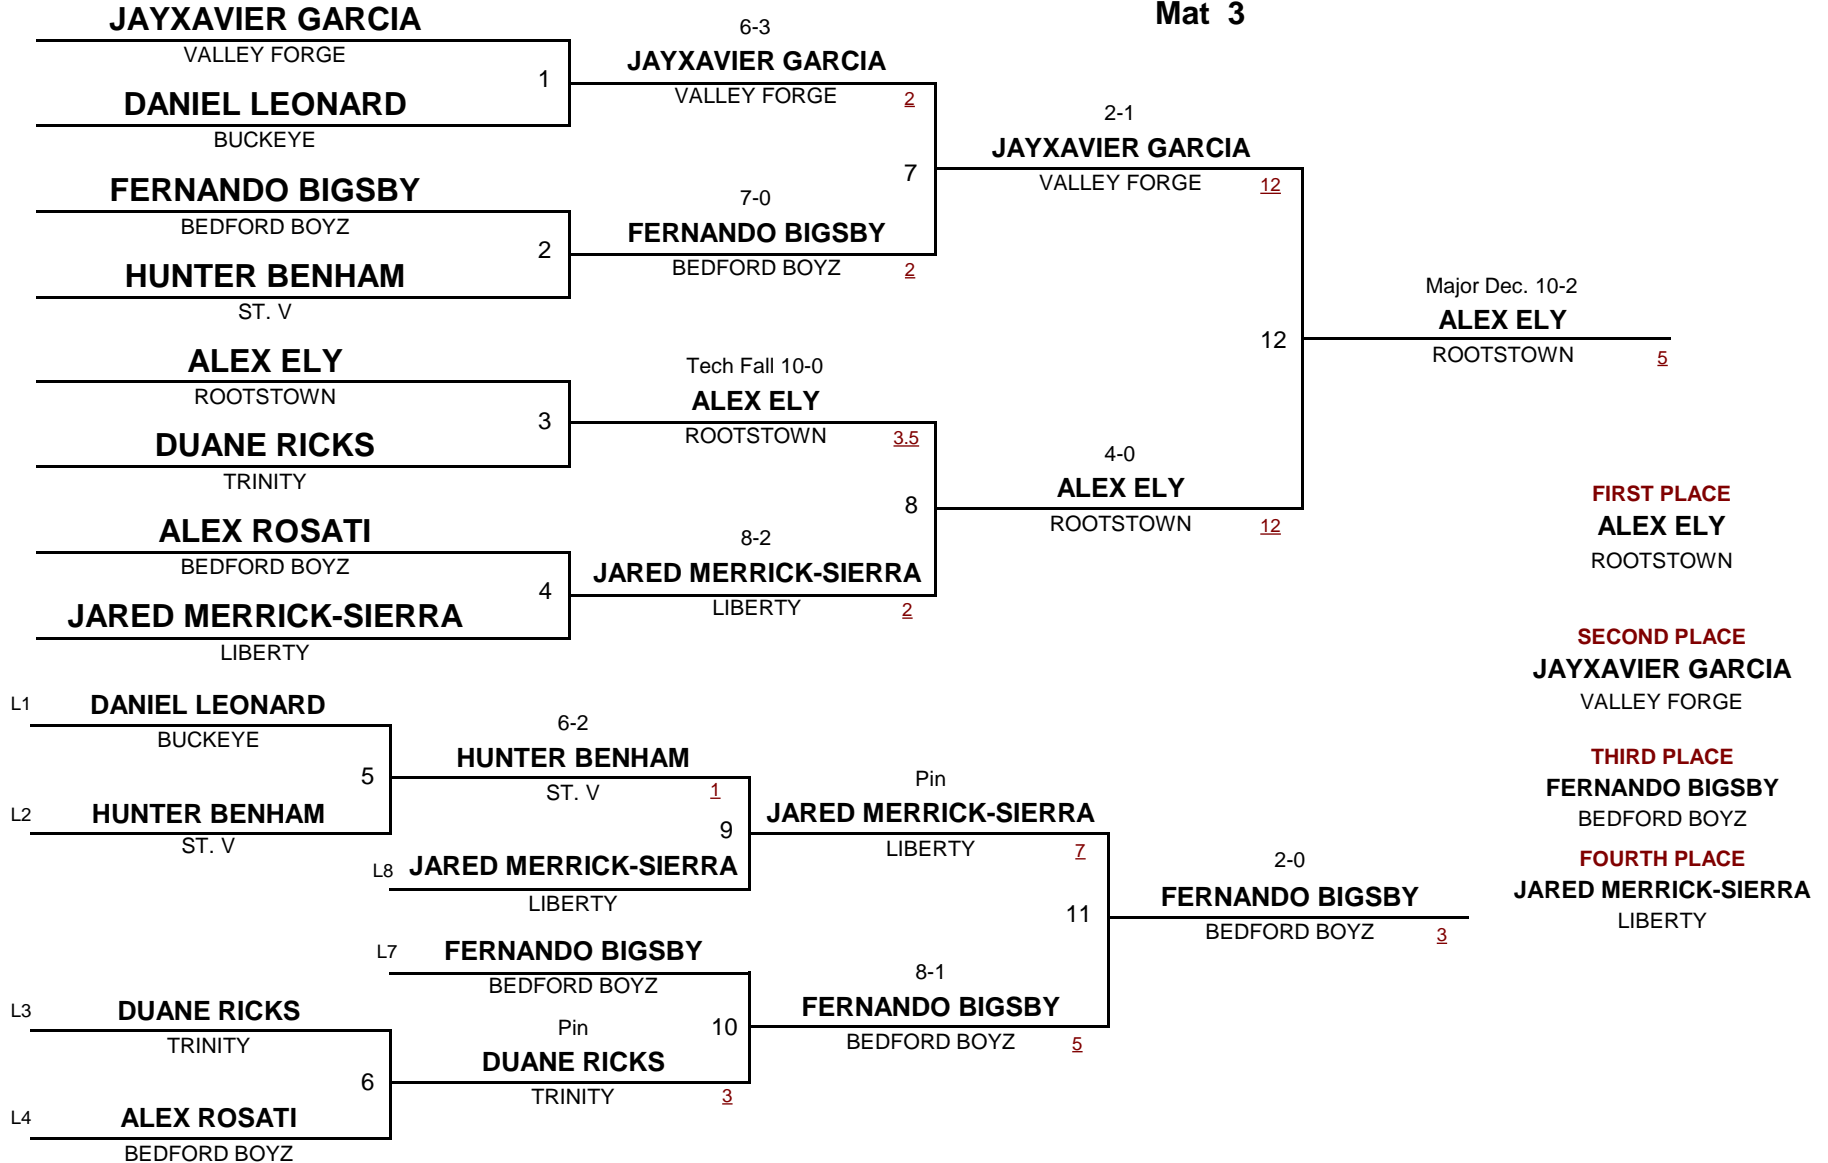 Mat 3
JAYXAVIER GARCIA
VALLEY FORGE
1
DANIEL LEONARD
BUCKEYE
6-3
JAYXAVIER GARCIA
VALLEY FORGE 2
FERNANDO BIGSBY
BEDFORD BOYZ
2
HUNTER BENHAM
ST. V
7-0
FERNANDO BIGSBY
BEDFORD BOYZ 2
7
2-1
JAYXAVIER GARCIA
VALLEY FORGE 12
ALEX ELY
ROOTSTOWN
3
DUANE RICKS
TRINITY
Tech Fall 10-0
ALEX ELY
ROOTSTOWN 3.5
ALEX ROSATI
BEDFORD BOYZ
4
JARED MERRICK-SIERRA
LIBERTY
8-2
JARED MERRICK-SIERRA
LIBERTY 2
8
4-0
ALEX ELY
ROOTSTOWN 12
12
Major Dec. 10-2
ALEX ELY
ROOTSTOWN 5
L1 DANIEL LEONARD
BUCKEYE
5
L2 HUNTER BENHAM
ST. V
6-2
HUNTER BENHAM
ST. V 1
9
L8 JARED MERRICK-SIERRA
LIBERTY
Pin
JARED MERRICK-SIERRA
LIBERTY 7
L7 FERNANDO BIGSBY
BEDFORD BOYZ
L3 DUANE RICKS
TRINITY
6
L4 ALEX ROSATI
BEDFORD BOYZ
Pin
DUANE RICKS
TRINITY 3
10
8-1
FERNANDO BIGSBY
BEDFORD BOYZ 5
11
2-0
FERNANDO BIGSBY
BEDFORD BOYZ 3
FIRST PLACE
ALEX ELY
ROOTSTOWN
SECOND PLACE
JAYXAVIER GARCIA
VALLEY FORGE
THIRD PLACE
FERNANDO BIGSBY
BEDFORD BOYZ
FOURTH PLACE
JARED MERRICK-SIERRA
LIBERTY